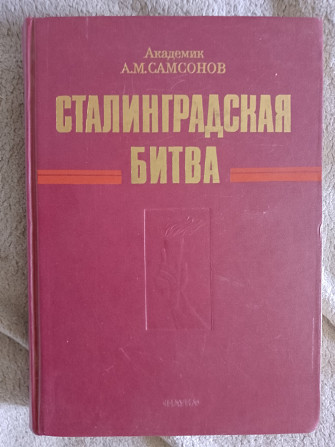 Академик
А.М.САМСОНОВ
СТАЛИНГРАДСКАЯ
БИТВА
«НАУКА»